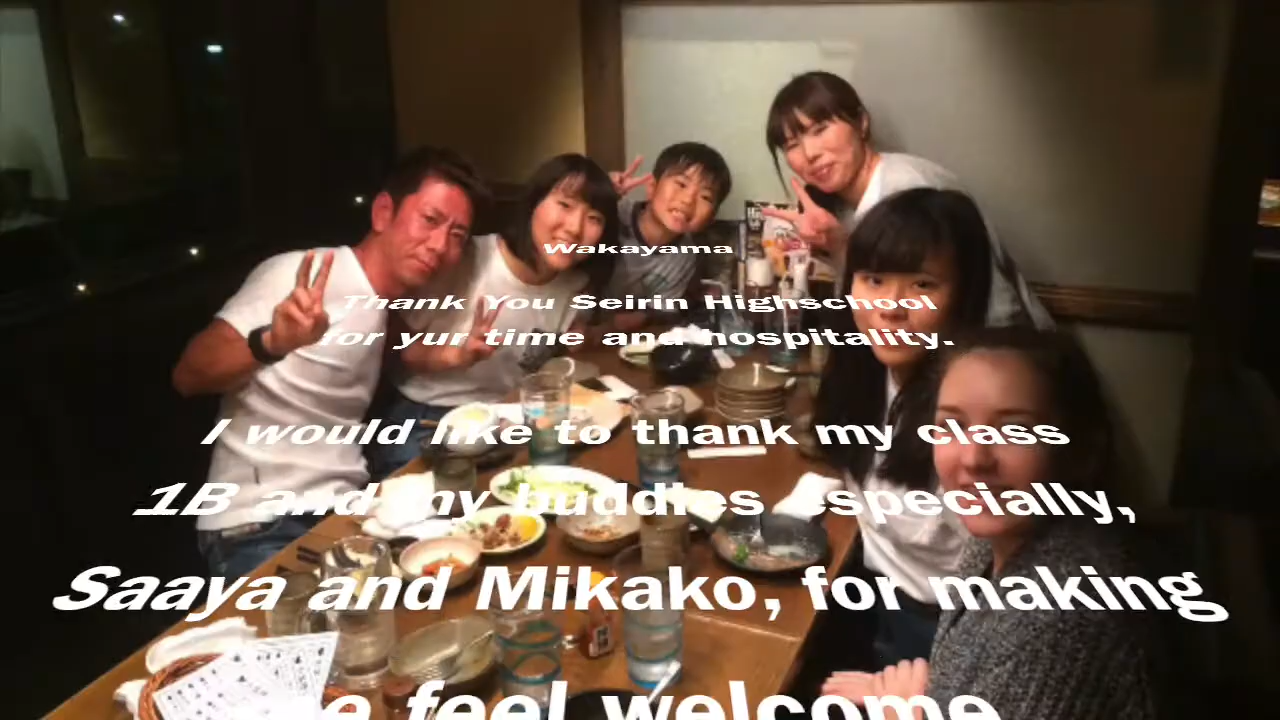 Wakayama
Thank You Seirin Highschool
for yur time and hospitality.
I would like to thank my class
1B and my buddies especially,
Saaya and Mikako, for making
feel welcome